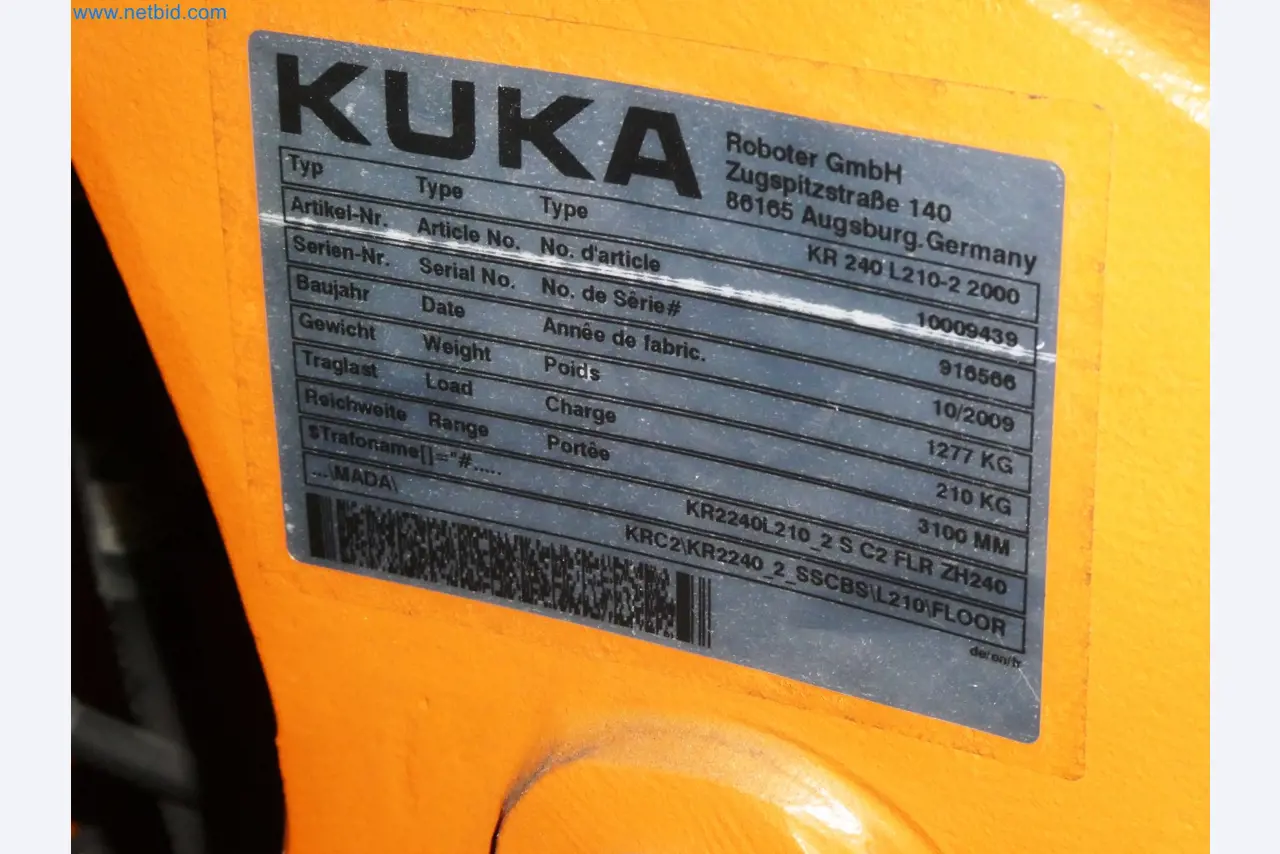 www.netbid.com
KUKA
Roboter GmbH
Zugspitzstraße 140
86165 Augsburg.Germany
Typ Type Type KR 240 L210-2 2000
Artikel-Nr. Article No. No. d'article 10009439
Serien-Nr. Serial No. No. de Sêrie# 916566
Baujahr Date Annêe de fabric. 10/2009
Gewicht Weight Poids 1277 KG
Traglast Load Charge 210 KG
Reichweite Range Portêe 3100 MM
$Trafoname[]="#..... KR2240L210_2 S C2 FLR ZH240
...\MADA\ KRC2\KR2240_2_SSCBS\L210\FLOOR
de/en/fr